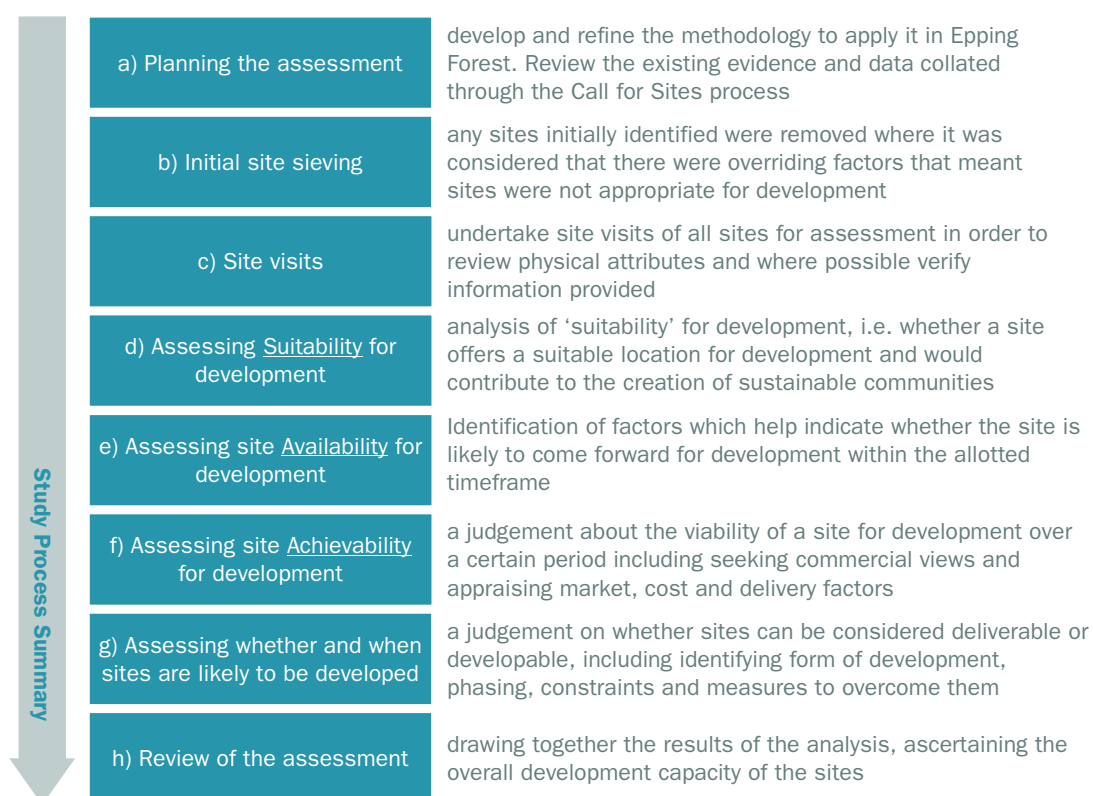 a) Planning the assessment
develop and refine the methodology to apply it in Epping
Forest. Review the existing evidence and data collated
through the Call for Sites process
b) Initial site sieving
any sites initially identified were removed where it was
considered that there were overriding factors that meant
sites were not appropriate for development
c) Site visits
undertake site visits of all sites for assessment in order to
review physical attributes and where possible verify
information provided
d) Assessing Suitability for
development
analysis of ‘suitability’ for development, i.e. whether a site
offers a suitable location for development and would
contribute to the creation of sustainable communities
e) Assessing site Availability for
development
Identification of factors which help indicate whether the site is
likely to come forward for development within the allotted
timeframe
f) Assessing site Achievability
for development
a judgement about the viability of a site for development over
a certain period including seeking commercial views and
appraising market, cost and delivery factors
g) Assessing whether and when
sites are likely to be developed
a judgement on whether sites can be considered deliverable or
developable, including identifying form of development,
phasing, constraints and measures to overcome them
h) Review of the assessment
drawing together the results of the analysis, ascertaining the
overall development capacity of the sites
Study Process Summary